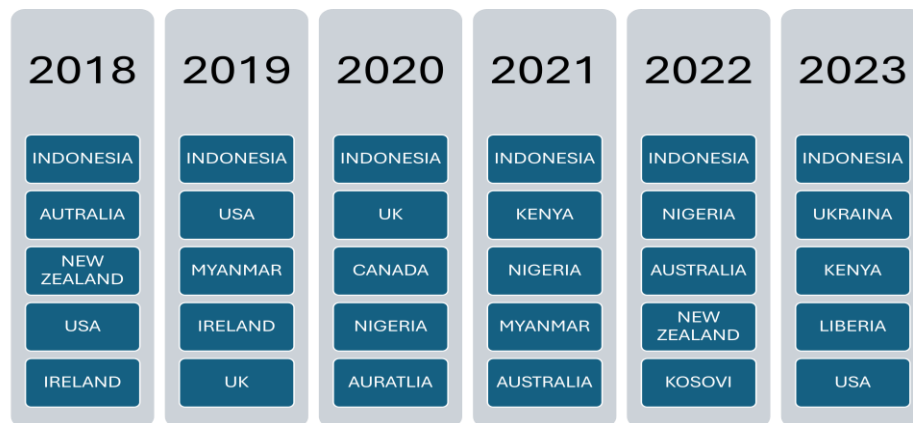 2018
INDONESIA
AUTRALIA
NEW
ZEALAND
USA
IRELAND
2019
INDONESIA
USA
MYANMAR
IRELAND
UK
2020
INDONESIA
UK
CANADA
NIGERIA
AURATLIA
2021
INDONESIA
KENYA
NIGERIA
MYANMAR
AUSTRALIA
2022
INDONESIA
NIGERIA
AUSTRALIA
NEW
ZEALAND
KOSOVI
2023
INDONESIA
UKRAINA
KENYA
LIBERIA
USA